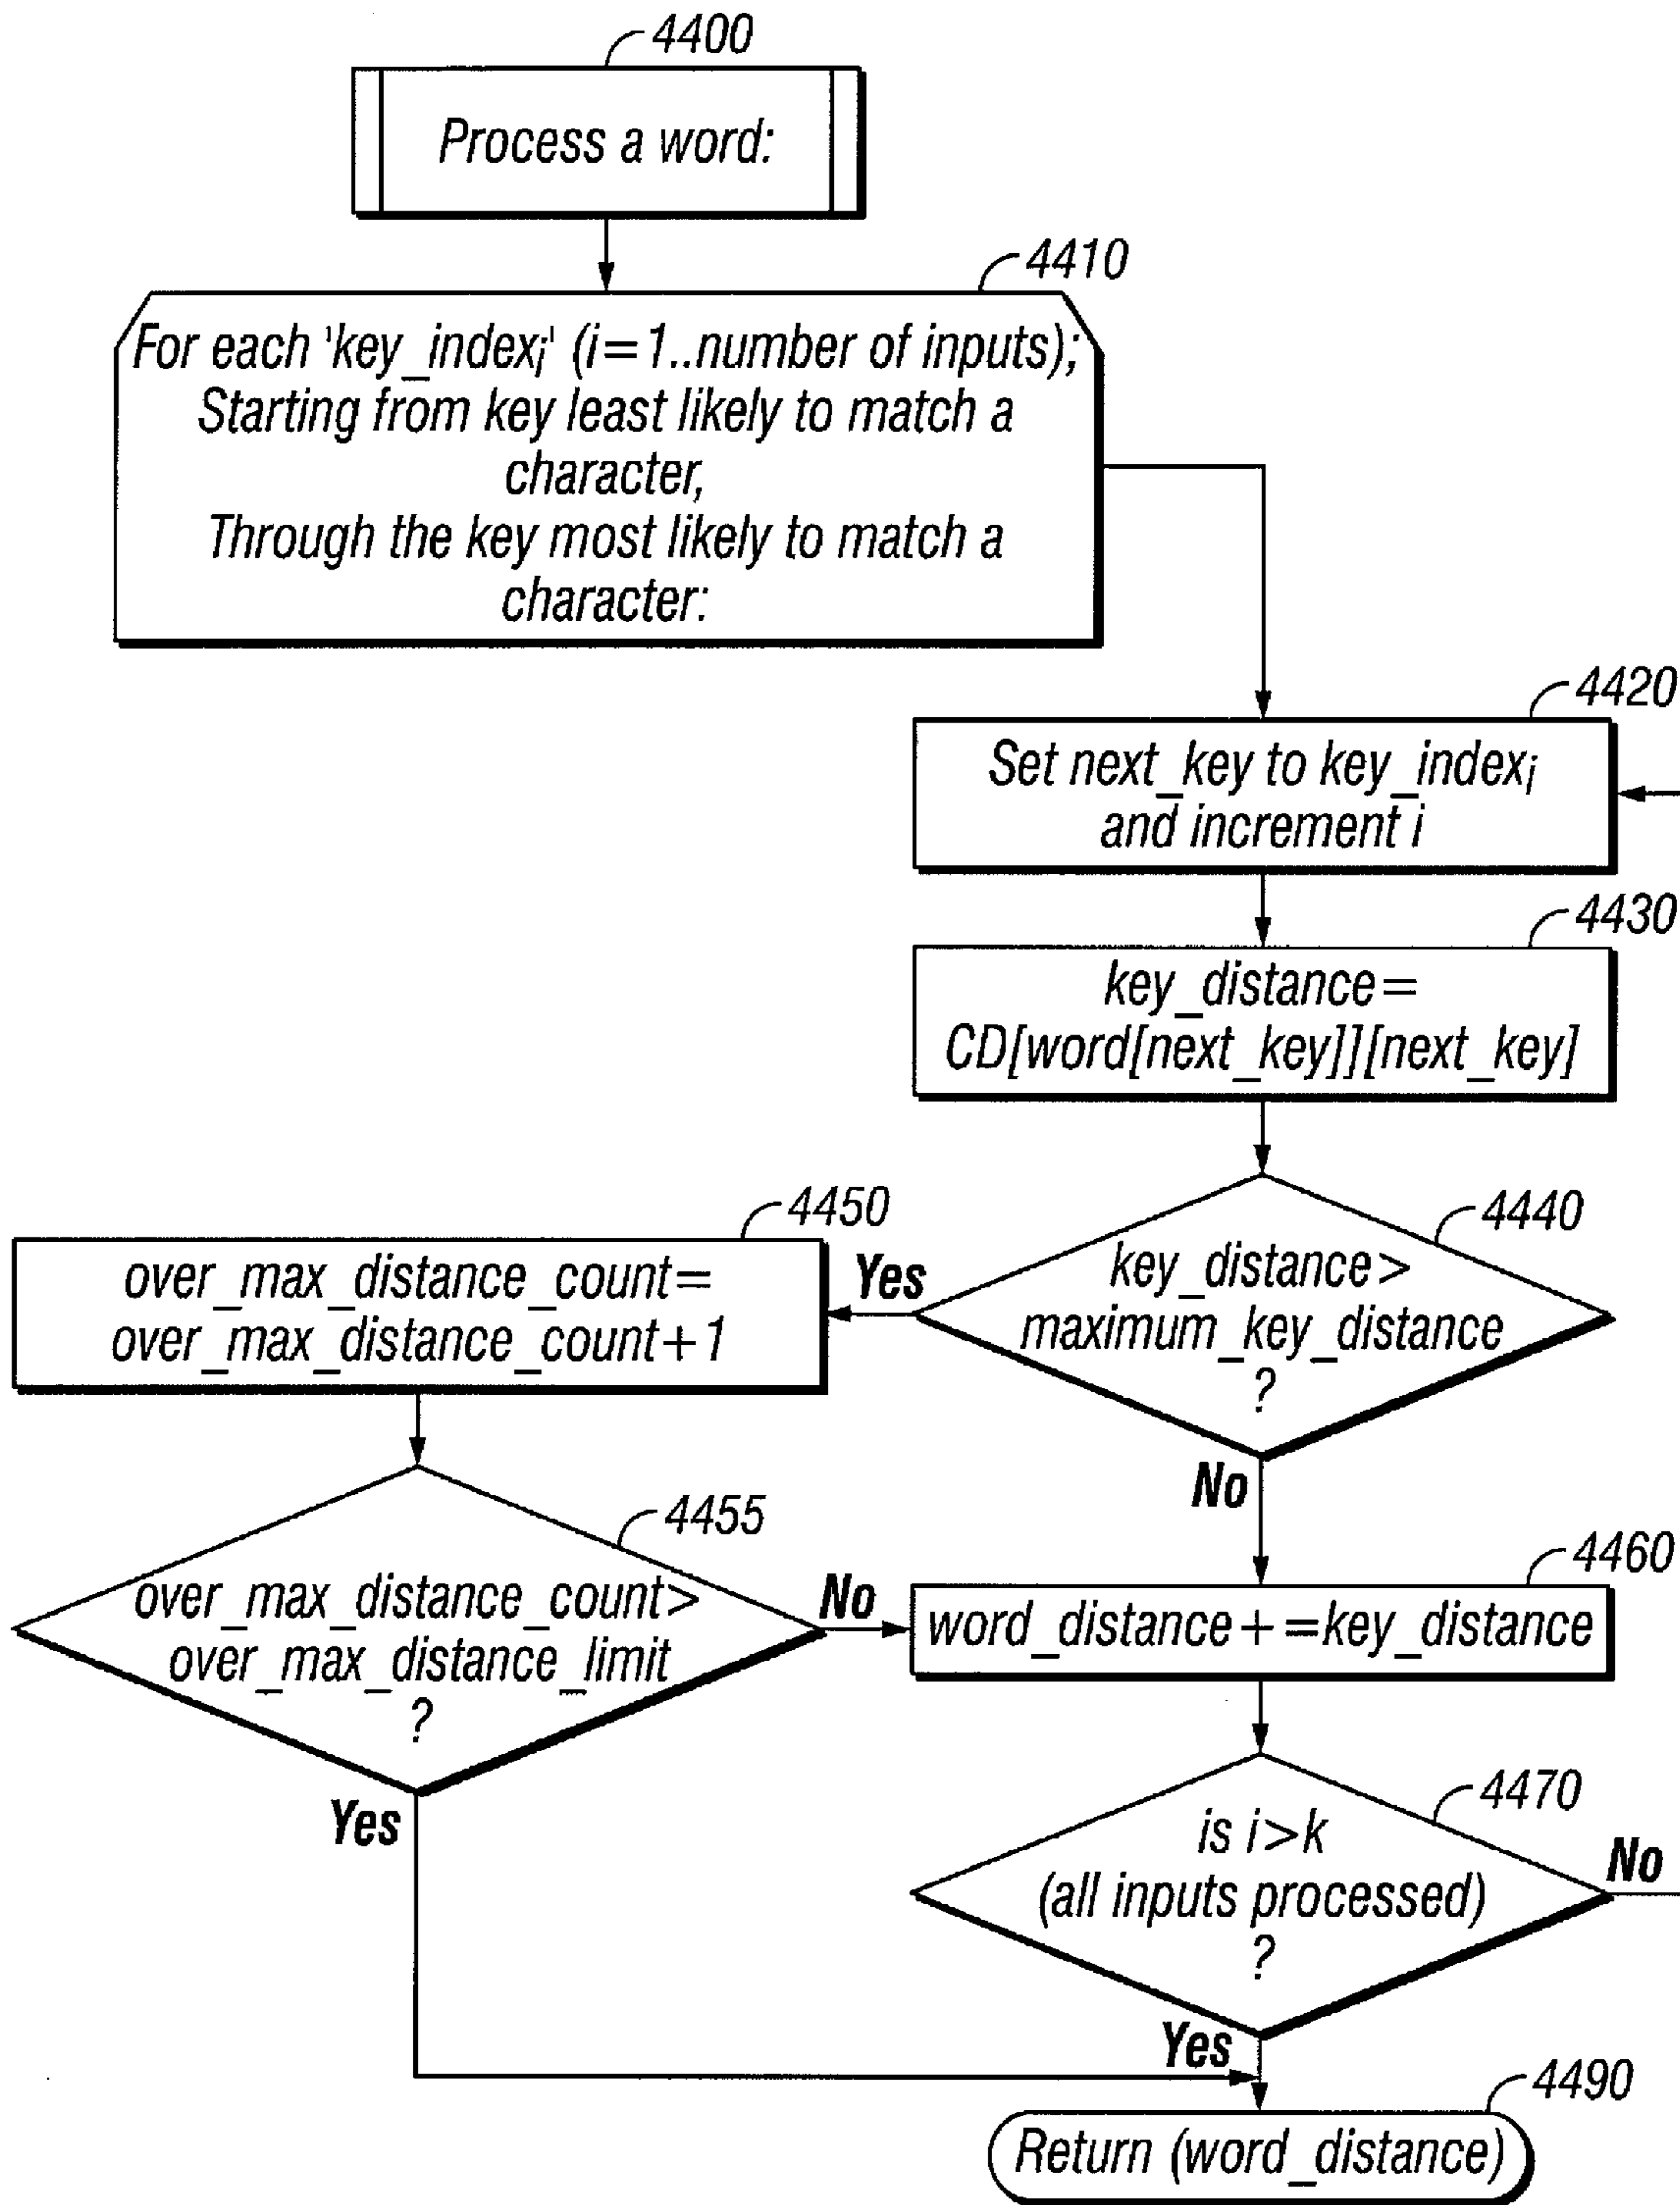 4400
Process a word:
4410
For each 'key_indexi' (i=1..number of inputs);
Starting from key least likely to match a
character,
Through the key most likely to match a
character:
4420
Set next_key to key_indexi
and increment i
4430
key_distance=
CD[word[next_key]][next_key]
4440
key_distance>
maximum_key_distance
?
Yes
No
4450
over_max_distance_count=
over_max_distance_count+1
4455
over_max_distance_count>
over_max_distance_limit
?
No
Yes
4460
word_distance+=key_distance
4470
is i>k
(all inputs processed)
?
No
Yes
4490
Return (word_distance)